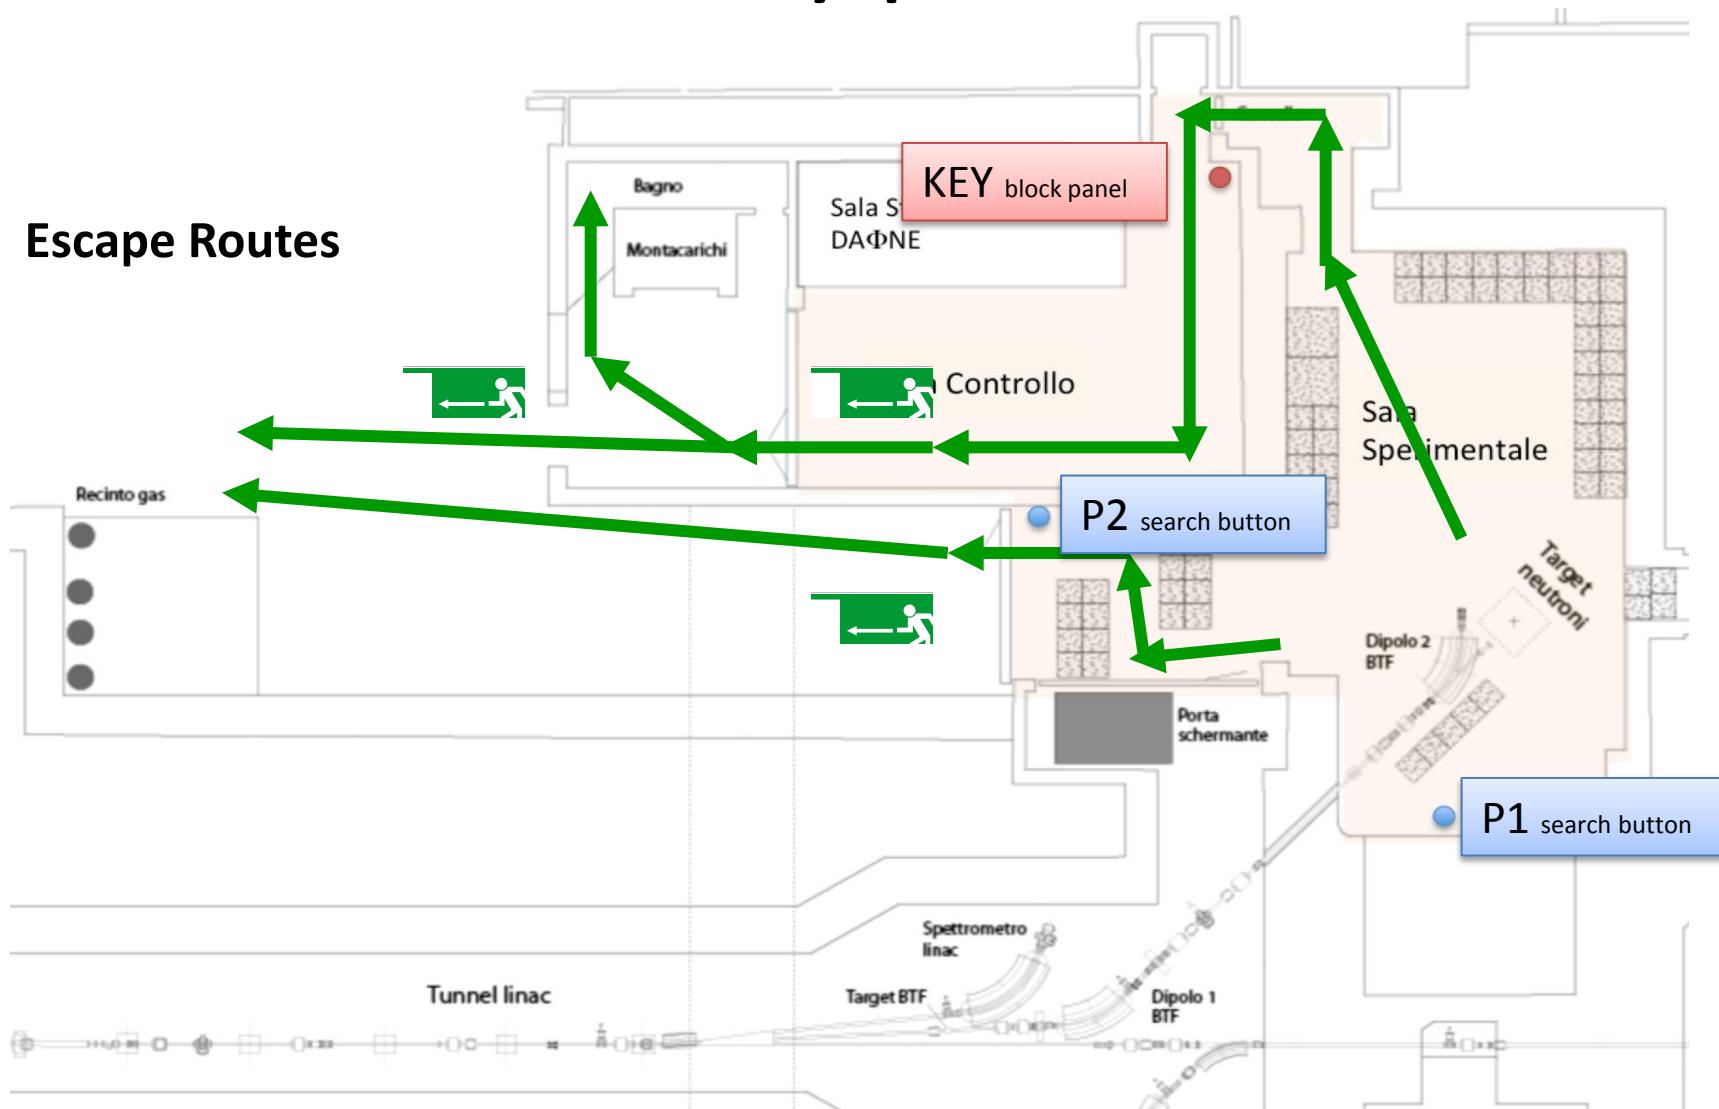 Escape Routes
Bagno
Montacarichi
Sala S
DAΦNE
KEY block panel
Controllo
Sala
Sperimentale
Recinto gas
P2 search button
Target
neutroni
Dipolo 2
BTF
Porta
schermante
P1 search button
Spettrometro
linac
Tunnel linac
Target BTF
Dipolo 1
BTF